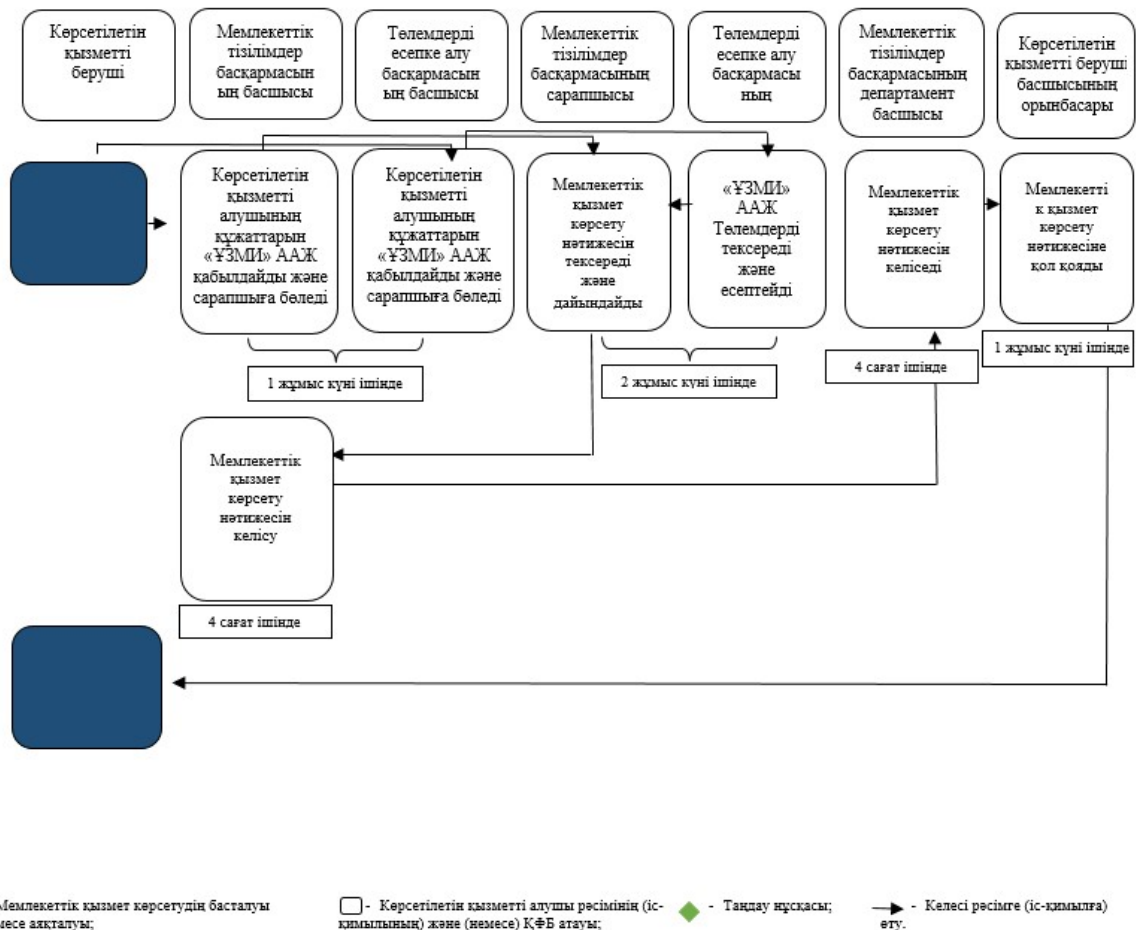 Көрсетілетін
қызметті
беруші
Мемлекеттік
тізілімдер
басқармасын
ың басшысы
Төлемдерді
есепке алу
басқармасын
ың басшысы
Мемлекеттік
тізілімдер
басқармасының
сарапшысы
Төлемдерді
есепке алу
басқармасы
ның
Мемлекеттік
тізілімдер
басқармасының
департамент
басшысы
Көрсетілетін
қызметті беруші
басшысының
орынбасары
Көрсетілетін
қызметті
алушының
құжаттарын
«ҰЗМИ» ААЖ
қабылдайды және
сарапшыға бөледі
Көрсетілетін
қызметті
алушының
құжаттарын
«ҰЗМИ» ААЖ
қабылдайды және
сарапшыға бөледі
Мемлекеттік
қызмет
көрсету
нәтижесін
тексереді
және
дайындайды
«ҰЗМИ»
ААЖ
Төлемдерді
тексереді
және
есептейді
Мемлекеттік
қызмет
көрсету
нәтижесін
келіседі
Мемлекетті
к қызмет
көрсету
нәтижесіне
қол қояды
1 жұмыс күні ішінде
2 жұмыс күні ішінде
4 сағат ішінде
1 жұмыс күні ішінде
Мемлекеттік
қызмет
көрсету
нәтижесін
келісу
4 сағат ішінде
Мемлекеттік қызмет көрсетудің басталуы
месе аяқталуы;
- Көрсетілетін қызметті алушы рәсімінің (іс-
қимылының) және (немесе) ҚФБ атауы;
- Таңдау нұсқасы;
- Келесі рәсімге (іс-қимылға)
өту.